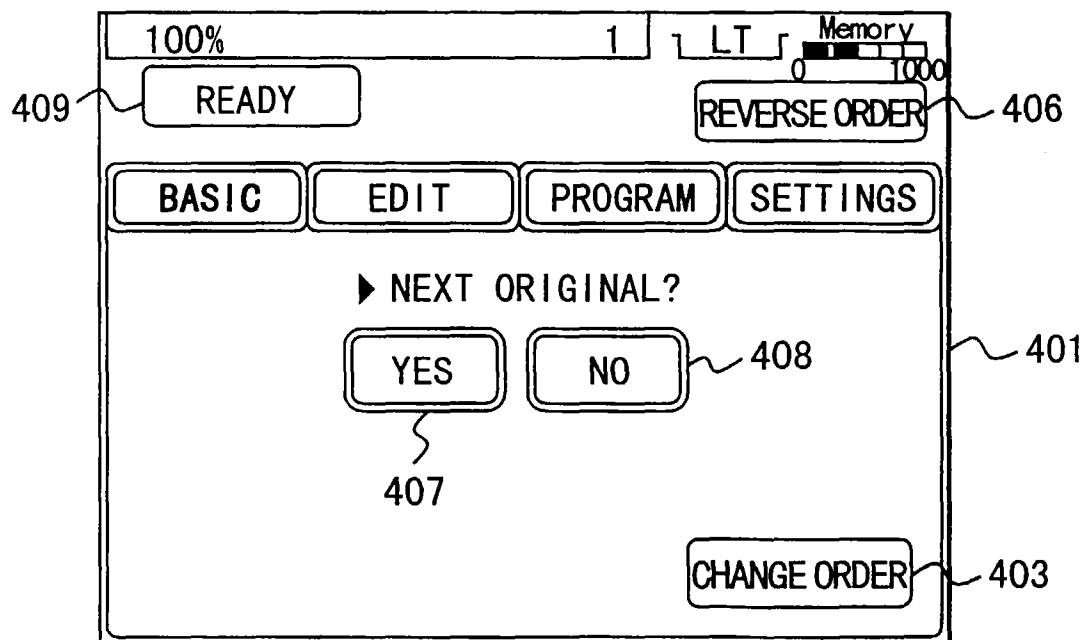 100% 1 LT Memory
0 1000
409 READY REVERSE ORDER 406
BASIC EDIT PROGRAM SETTINGS
NEXT ORIGINAL?
YES NO 408 401
407
CHANGE ORDER 403